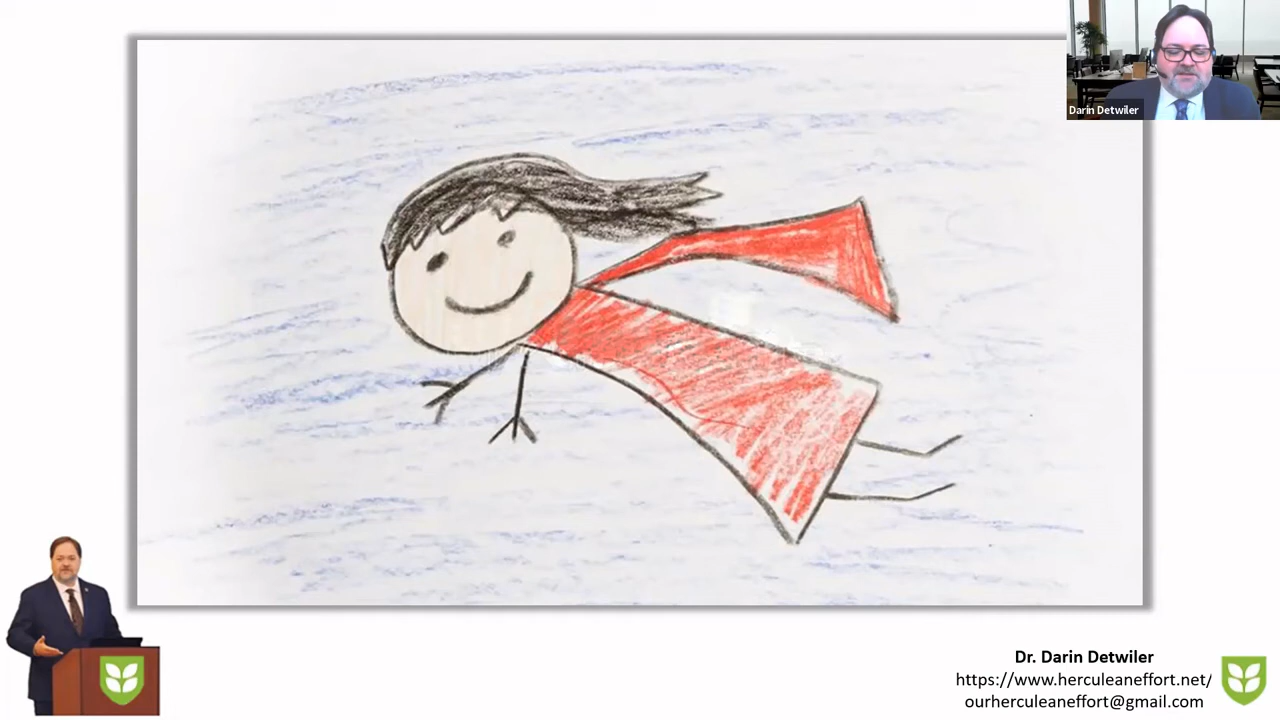 Darin Detwiler
Dr. Darin Detwiler
https://www.herculeaneffort.net/
ourherculeaneffort@gmail.com